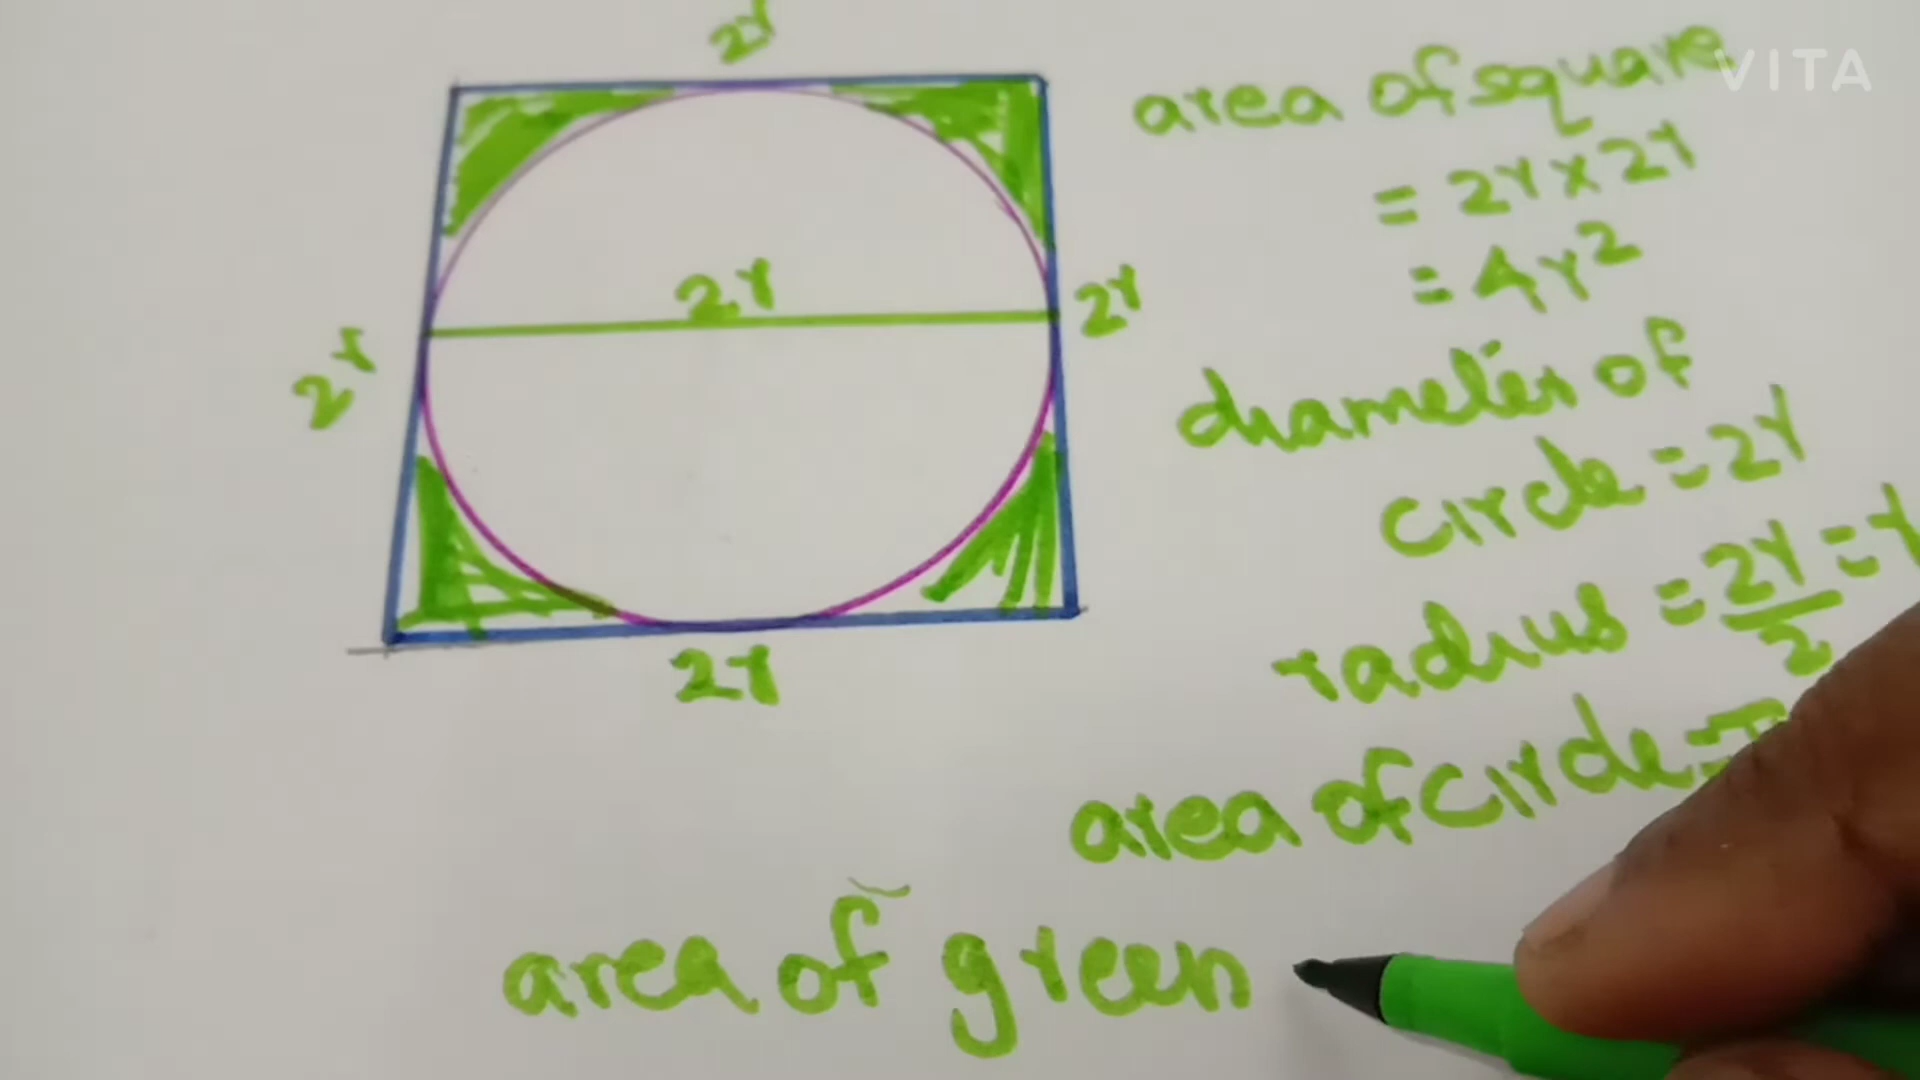 2r
VITA
area of square
= 2r x 2r
= 4r²
2r
2r
2r
diameter of
circle = 2r
radius = 2r/2 = r
2r
area of circle = π
area of green